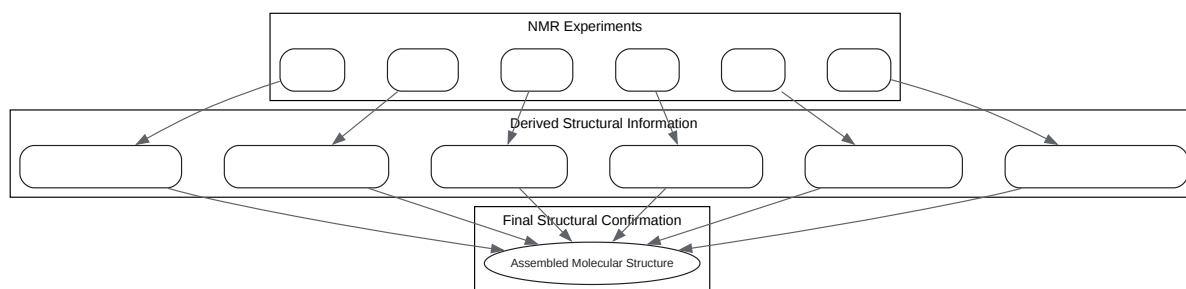 NMR Experiments
Derived Structural Information
Final Structural Confirmation
Assembled Molecular Structure